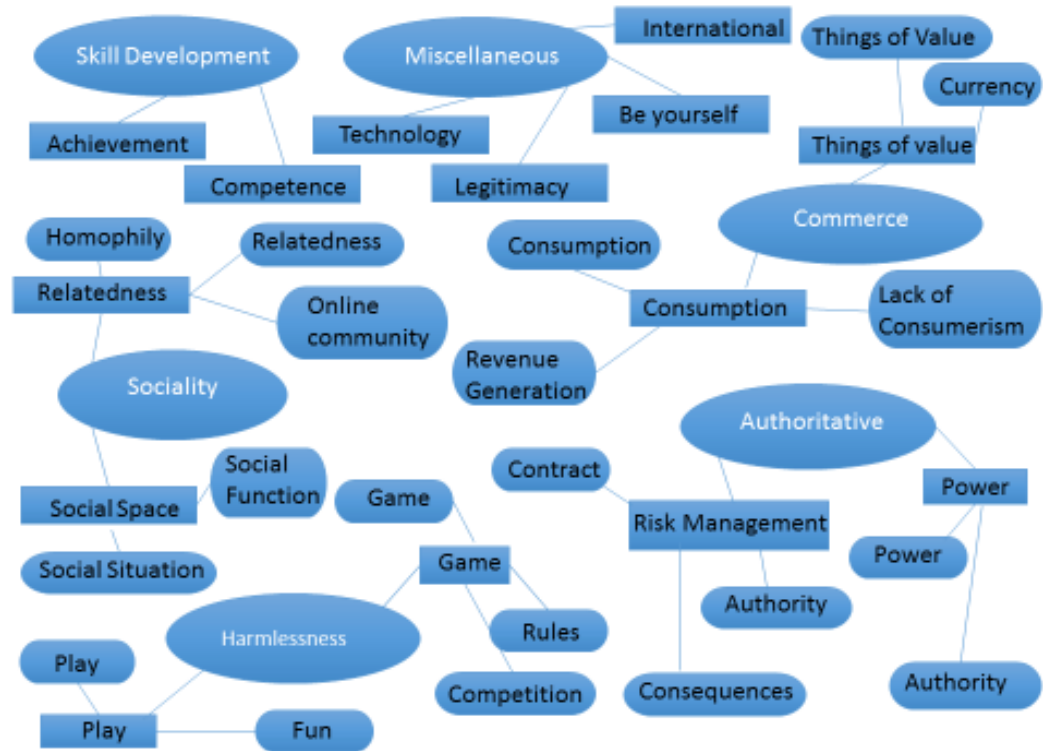 Skill Development
Achievement
Competence
Miscellaneous
International
Be yourself
Technology
Legitimacy
Things of Value
Currency
Things of value
Commerce
Consumption
Consumption
Lack of
Consumerism
Revenue
Generation
Homophily
Relatedness
Relatedness
Online
community
Sociality
Social Space
Social
Function
Social Situation
Authoritative
Contract
Risk Management
Power
Power
Authority
Authority
Consequences
Game
Game
Rules
Competition
Harmlessness
Play
Play
Fun